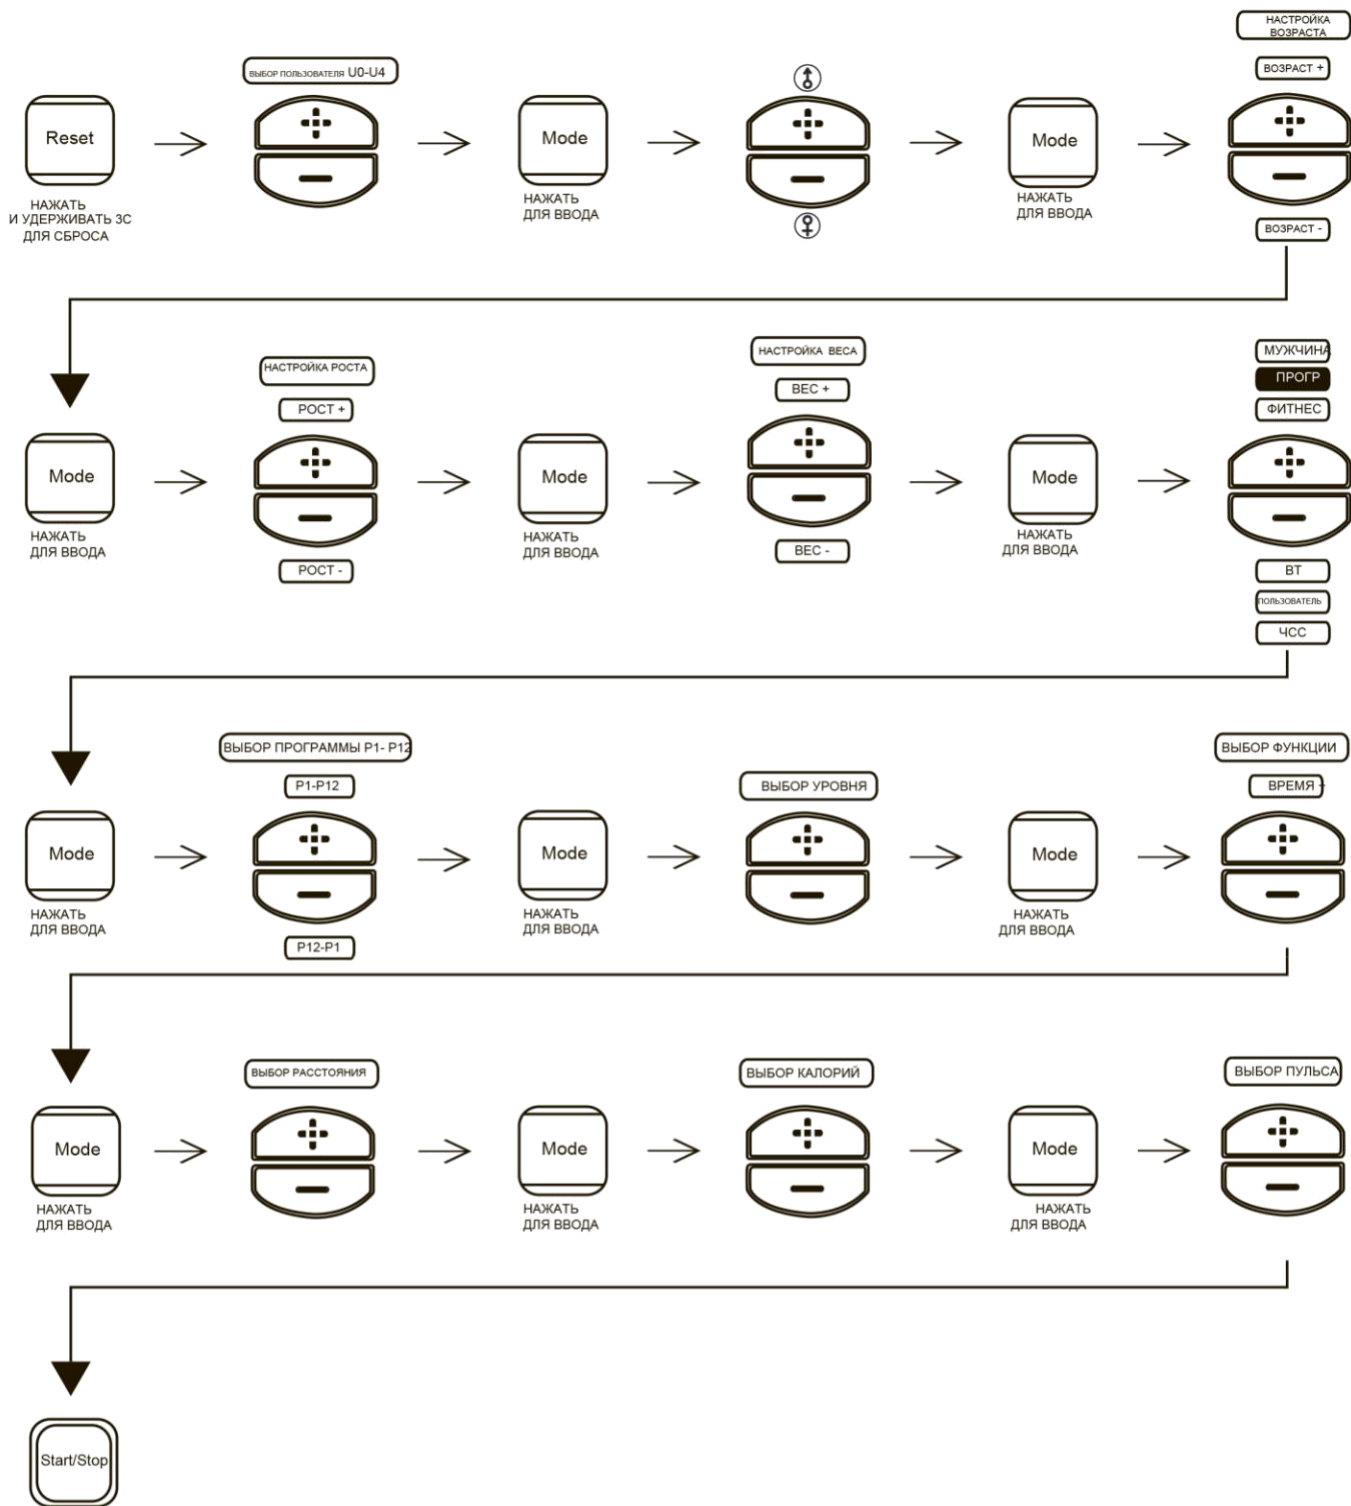 НАСТРОЙКА
ВОЗРАСТА
ВЫБОР ПОЛЬЗОВАТЕЛЯ U0-U4
ВОЗРАСТ +
Reset
Mode
Mode
НАЖАТЬ
И УДЕРЖИВАТЬ 3С
ДЛЯ СБРОСА
НАЖАТЬ
ДЛЯ ВВОДА
НАЖАТЬ
ДЛЯ ВВОДА
ВОЗРАСТ -
НАСТРОЙКА РОСТА
РОСТ +
НАСТРОЙКА ВЕСА
ВЕС +
МУЖЧИНА
ПРОГР
ФИТНЕС
Mode
Mode
Mode
НАЖАТЬ
ДЛЯ ВВОДА
РОСТ -
НАЖАТЬ
ДЛЯ ВВОДА
ВЕС -
НАЖАТЬ
ДЛЯ ВВОДА
ВТ
ПОЛЬЗОВАТЕЛЬ
ЧСС
ВЫБОР ПРОГРАММЫ P1- P12
P1-P12
ВЫБОР УРОВНЯ
ВЫБОР ФУНКЦИИ
ВРЕМЯ +
Mode
Mode
Mode
НАЖАТЬ
ДЛЯ ВВОДА
P12-P1
НАЖАТЬ
ДЛЯ ВВОДА
НАЖАТЬ
ДЛЯ ВВОДА
ВЫБОР РАССТОЯНИЯ
ВЫБОР КАЛОРИЙ
ВЫБОР ПУЛЬСА
Mode
Mode
Mode
НАЖАТЬ
ДЛЯ ВВОДА
НАЖАТЬ
ДЛЯ ВВОДА
НАЖАТЬ
ДЛЯ ВВОДА
Start/Stop